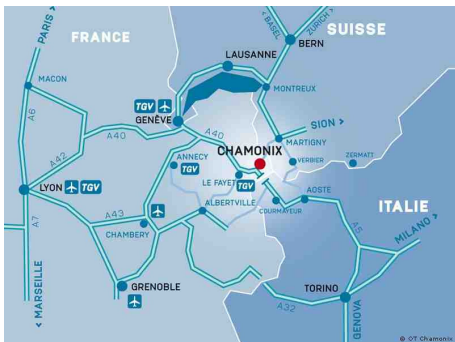 FRANCE
SUISSE
ITALIE
PARIS >
< BASEL
ZURICH >
BERN
LAUSANNE
MACON
MONTREUX
TGV
GENÈVE
A6
A40
A40
SION >
MARTIGNY
A42
CHAMONIX
ANNECY
TGV
VERBIER
ZERMATT
LYON TGV
LE FAYET
TGV
AOSTE
ALBERTVILLE
COURMAYEUR
A43
A7
CHAMBERY
A5
MILANO >
< MARSEILLE
GRENOBLE
TORINO
A32
GENOVA
© OT Chamonix